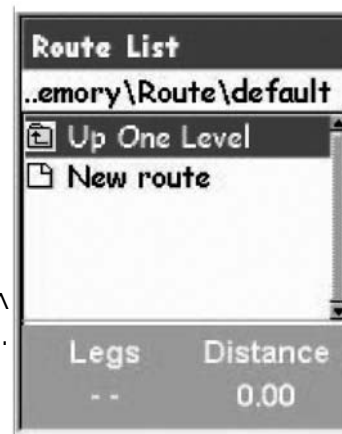 Route List
..emory\Route\default
Up One Level
New route
Legs Distance
-- 0.00